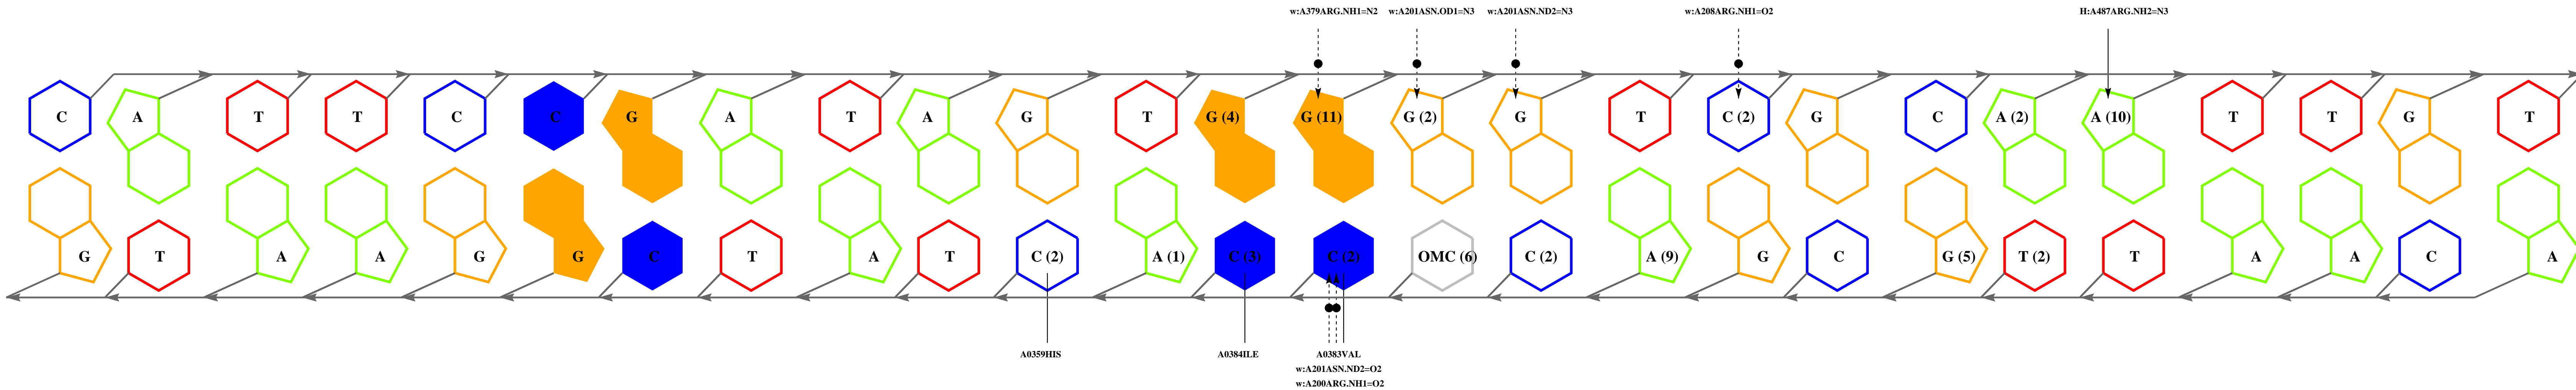 w:A379ARG.NH1=N2 w:A201ASN.OD1=N3 w:A201ASN.ND2=N3 w:A208ARG.NH1=O2 H:A487ARG.NH2=N3
C A T T C C G A T A G T G (4) G (11) G (2) G T C (2) G C A (2) A (10) T T G T
G T A A G G C T A T C (2) A (1) C (3) C (2) OMC (6) C (2) A (9) G C G (5) T (2) T A A C A
A0359HIS A0384ILE A0383VAL
w:A201ASN.ND2=O2
w:A200ARG.NH1=O2